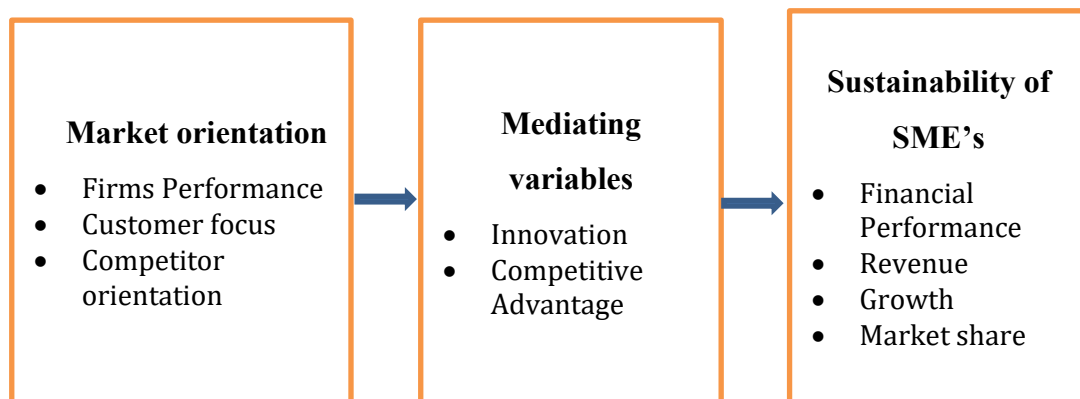 Market orientation
• Firms Performance
• Customer focus
• Competitor
orientation
Mediating
variables
• Innovation
• Competitive
Advantage
Sustainability of
SME's
• Financial
Performance
• Revenue
• Growth
• Market share